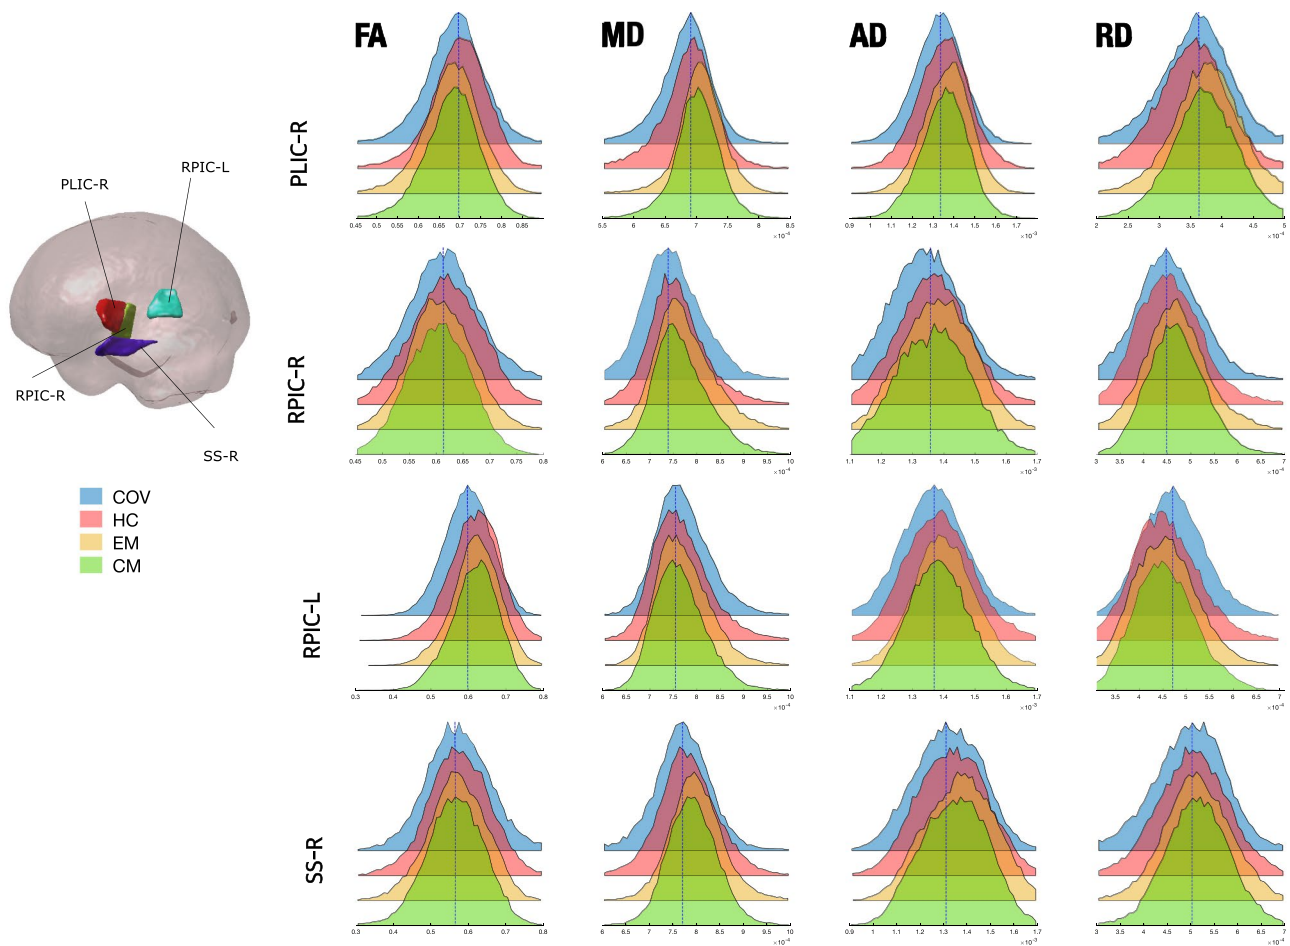 FA MD AD RD
PLIC-R
0.45 0.5 0.55 0.6 0.65 0.7 0.75 0.8 0.85
5.5 6 6.5 7 7.5 8 8.5
×10⁻⁴
0.9 1 1.1 1.2 1.3 1.4 1.5 1.6 1.7
×10⁻³
2 2.5 3 3.5 4 4.5 5
×10⁻⁴
RPIC-L
PLIC-R
RPIC-R
SS-R
COV
HC
EM
CM
RPIC-R
0.45 0.5 0.55 0.6 0.65 0.7 0.75 0.8
6 6.5 7 7.5 8 8.5 9 9.5 10
×10⁻⁴
1.1 1.2 1.3 1.4 1.5 1.6 1.7
×10⁻³
3 3.5 4 4.5 5 5.5 6 6.5 7
×10⁻⁴
RPIC-L
0.3 0.4 0.5 0.6 0.7 0.8
6 6.5 7 7.5 8 8.5 9 9.5 10
×10⁻⁴
1.1 1.2 1.3 1.4 1.5 1.6 1.7
×10⁻³
3.5 4 4.5 5 5.5 6 6.5 7
×10⁻⁴
SS-R
0.3 0.4 0.5 0.6 0.7 0.8
6 6.5 7 7.5 8 8.5 9 9.5 10
×10⁻⁴
0.9 1 1.1 1.2 1.3 1.4 1.5 1.6 1.7
×10⁻³
3 3.5 4 4.5 5 5.5 6 6.5 7
×10⁻⁴